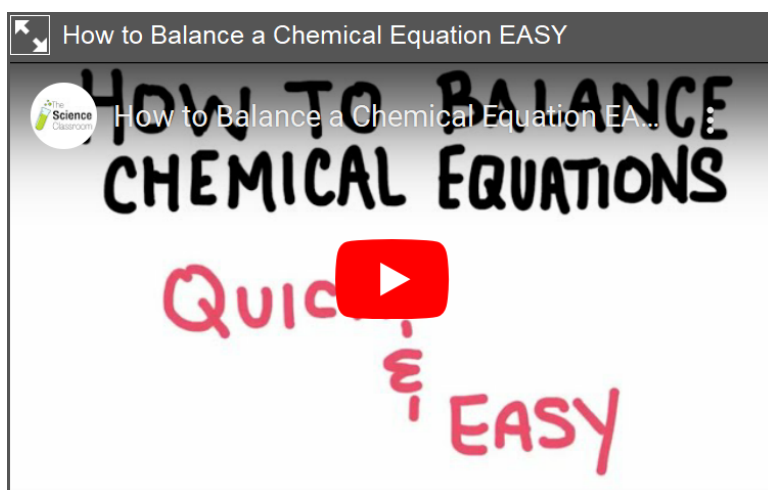 How to Balance a Chemical Equation EASY
The
Science
Classroom
How to Balance a Chemical Equation EA...
HOW TO BALANCE
CHEMICAL EQUATIONS
QUIC
&
EASY